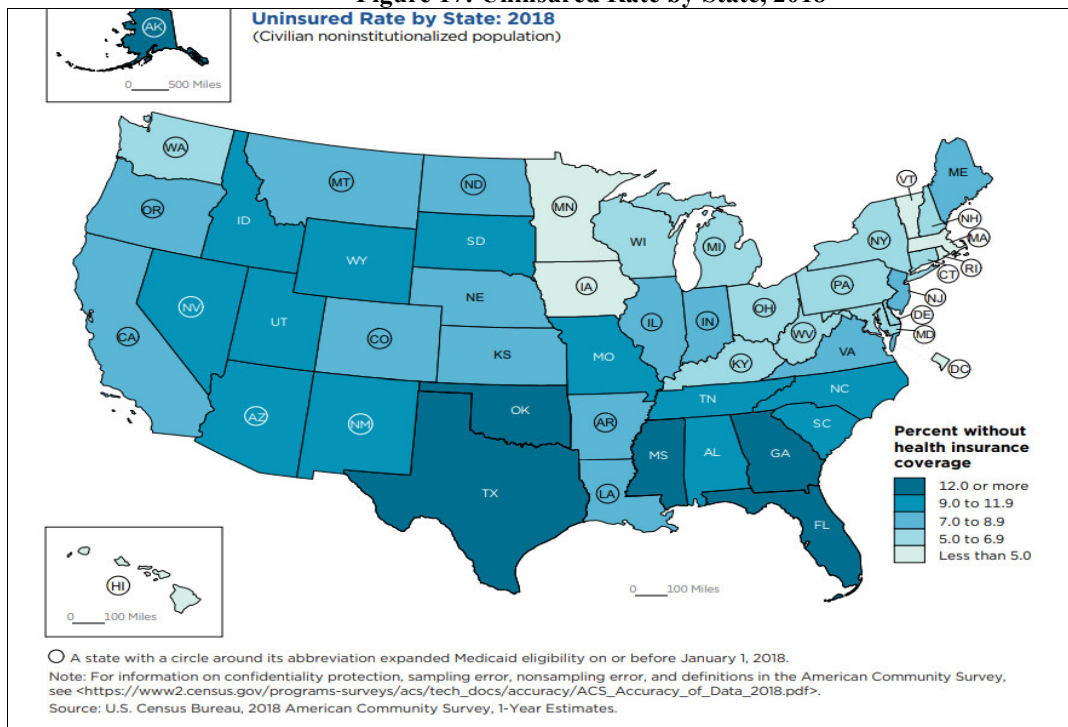 Figure 17: Uninsured Rate by State, 2018
Uninsured Rate by State: 2018
(Civilian noninstitutionalized population)
AK
0 500 Miles
WA
MT
ND
MN
VT
ME
OR
ID
SD
WI
MI
NY
NH
MA
WY
CT
RI
NV
NE
IA
PA
NJ
UT
IL
IN
OH
DE
CA
CO
KS
MO
WV
VA
MD
KY
DC
AZ
NM
OK
AR
TN
NC
SC
TX
MS
AL
GA
LA
FL
Percent without
health insurance
coverage
12.0 or more
9.0 to 11.9
7.0 to 8.9
5.0 to 6.9
Less than 5.0
HI
0 100 Miles
0 100 Miles
A state with a circle around its abbreviation expanded Medicaid eligibility on or before January 1, 2018.
Note: For information on confidentiality protection, sampling error, nonsampling error, and definitions in the American Community Survey,
see <https://www2.census.gov/programs-surveys/acs/tech_docs/accuracy/ACS_Accuracy_of_Data_2018.pdf>.
Source: U.S. Census Bureau, 2018 American Community Survey, 1-Year Estimates.